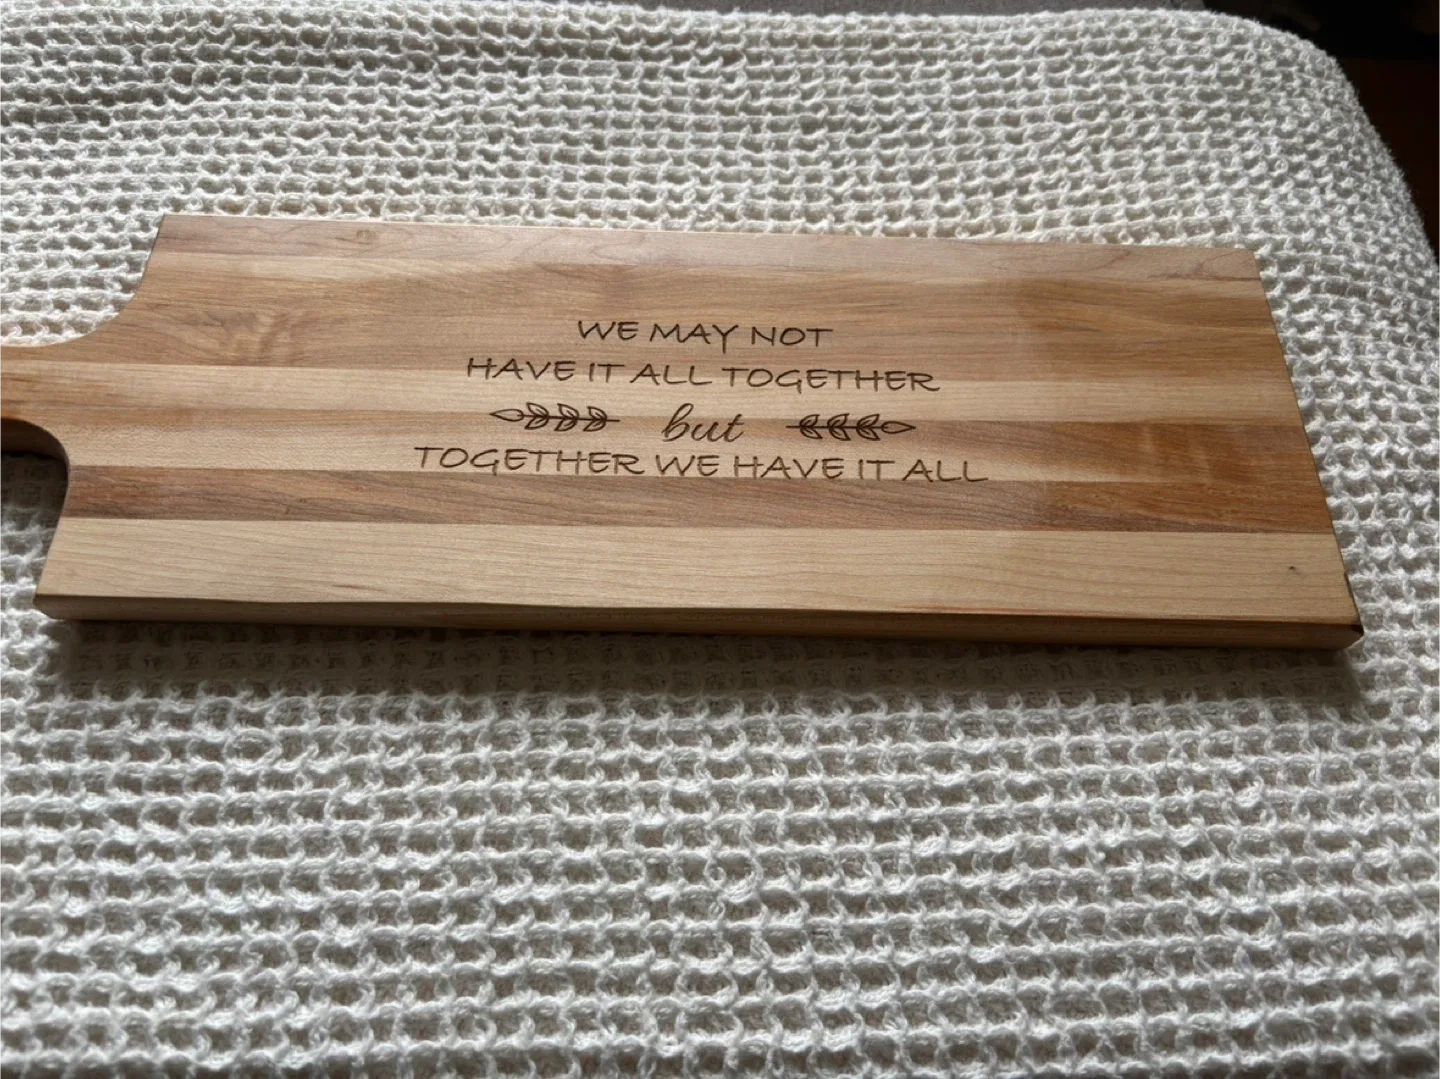 WE MAY NOT
HAVE IT ALL TOGETHER
but
TOGETHER WE HAVE IT ALL